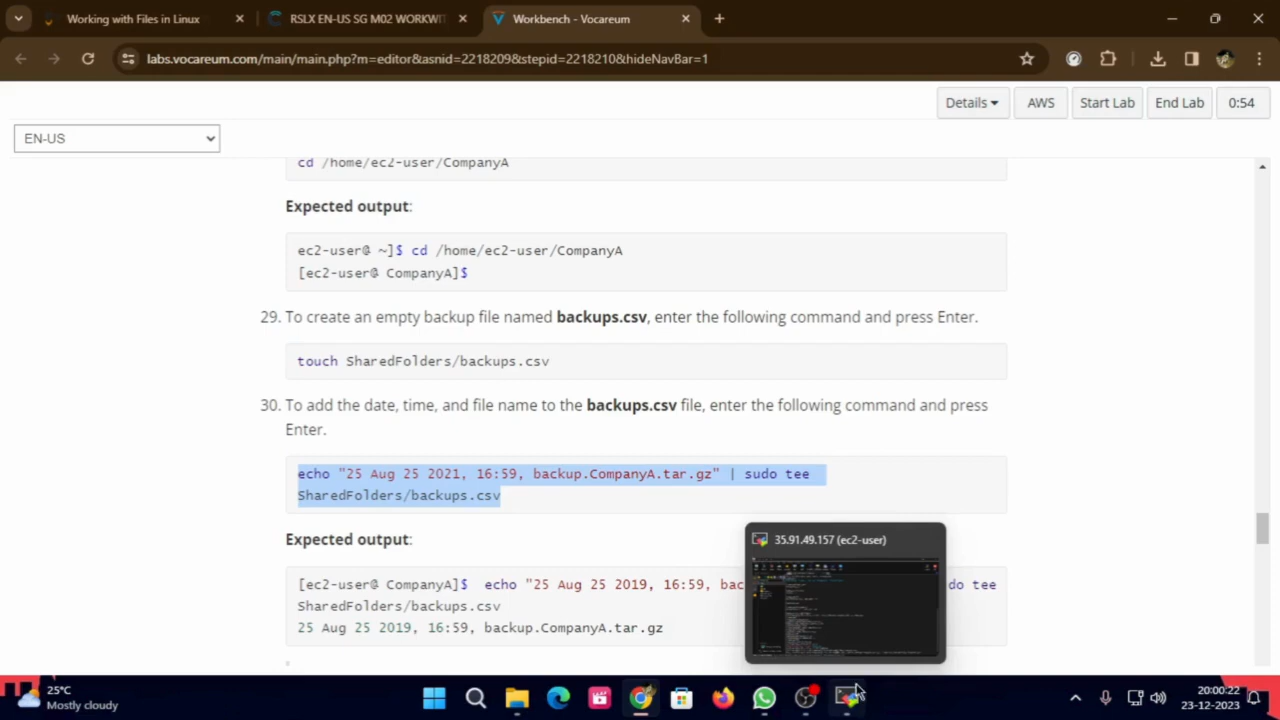 Working with Files in Linux
RSLX EN-US SG M02 WORKWI
Workbench - Vocareum
labs.vocareum.com/main/main.php?m=editor&asnid=2218209&stepid=2218210&hideNavBar=1
Details
AWS
Start Lab
End Lab
0:54
EN-US
cd /home/ec2-user/CompanyA
Expected output:
ec2-user@ ~]$ cd /home/ec2-user/CompanyA
[ec2-user@ CompanyA]$
29. To create an empty backup file named backups.csv, enter the following command and press Enter.
touch SharedFolders/backups.csv
30. To add the date, time, and file name to the backups.csv file, enter the following command and press
Enter.
echo "25 Aug 25 2021, 16:59, backup.CompanyA.tar.gz" | sudo tee
SharedFolders/backups.csv
Expected output:
35.91.49.157 (ec2-user)
[ec2-user@ CompanyA]$ echo "25 Aug 25 2019, 16:59, bac do tee
SharedFolders/backups.csv
25 Aug 25 2019, 16:59, backup.CompanyA.tar.gz
25°C
Mostly cloudy
20:00:22
23-12-2023